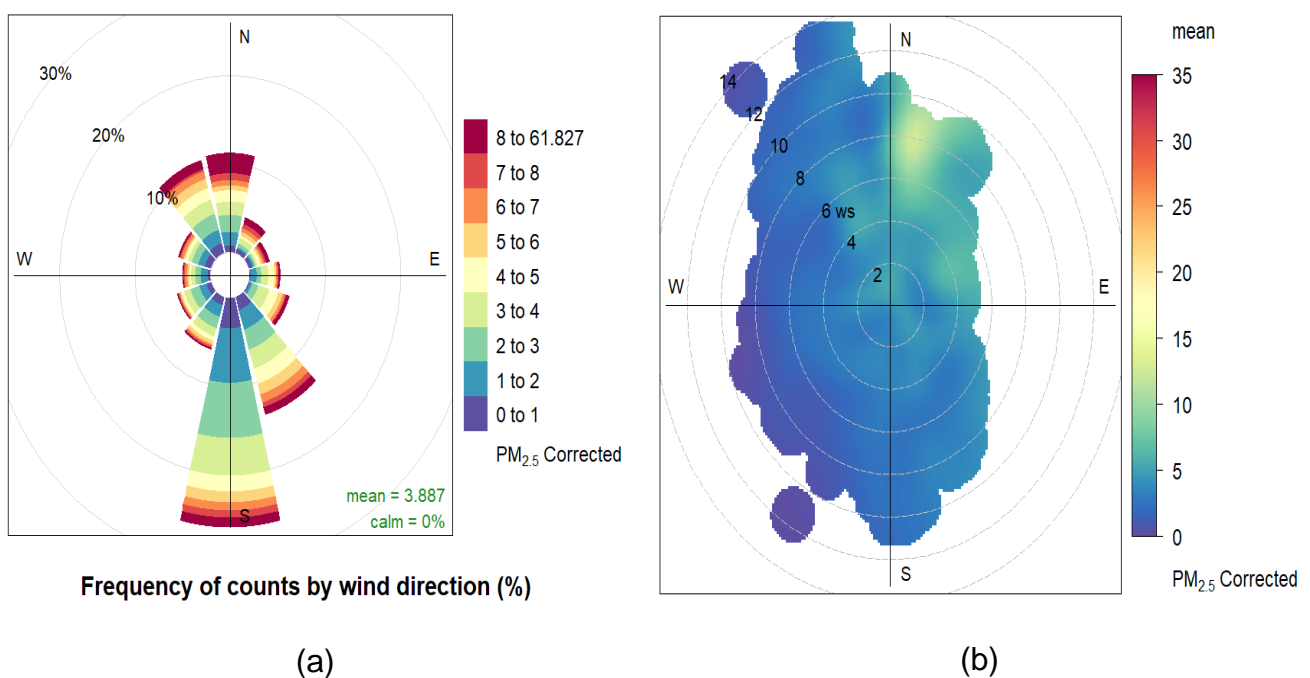 N
30%
20%
10%
W
E
S
mean = 3.887
calm = 0%
8 to 61.827
7 to 8
6 to 7
5 to 6
4 to 5
3 to 4
2 to 3
1 to 2
0 to 1
PM2.5 Corrected
Frequency of counts by wind direction (%)
(a)
N
14
12
10
8
6 ws
4
2
W
E
S
mean
35
30
25
20
15
10
5
0
PM2.5 Corrected
(b)